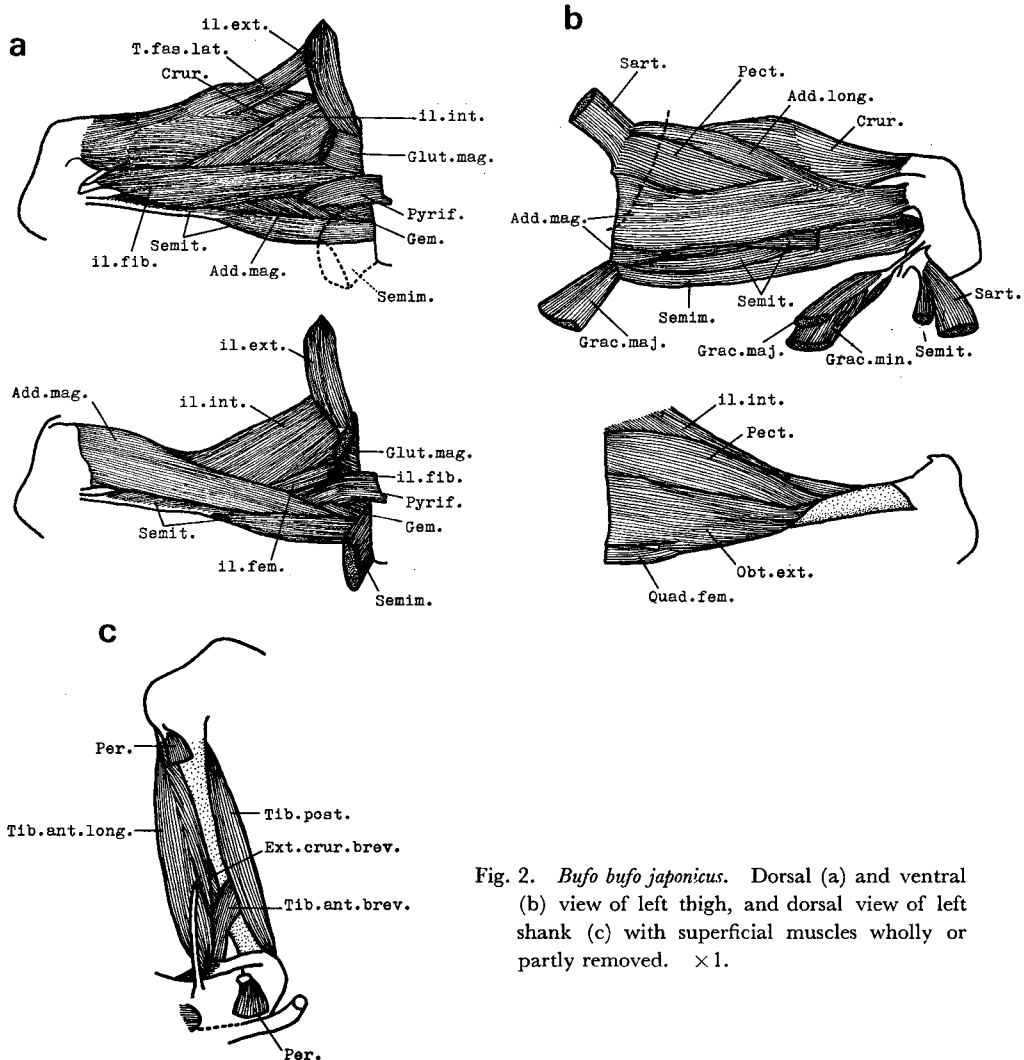 a
il.ext.
T.fas.lat.
Crur.
il.int.
Glut.mag.
Pyrif.
Gem.
Semit.
il.fib.
Add.mag.
Semim.
il.ext.
Add.mag.
il.int.
Glut.mag.
il.fib.
Pyrif.
Gem.
Semit.
il.fem.
Semim.
b
Sart.
Pect.
Add.long.
Crur.
Add.mag.
Semit.
Semim.
Sart.
Grac.maj.
Grac.maj.
Grac.min.
Semit.
il.int.
Pect.
Obt.ext.
Quad.fem.
c
Per.
Tib.post.
Tib.ant.long.
Ext.crur.brev.
Tib.ant.brev.
Per.
Fig. 2. Bufo bufo japonicus. Dorsal (a) and ventral
(b) view of left thigh, and dorsal view of left
shank (c) with superficial muscles wholly or
partly removed. ×1.